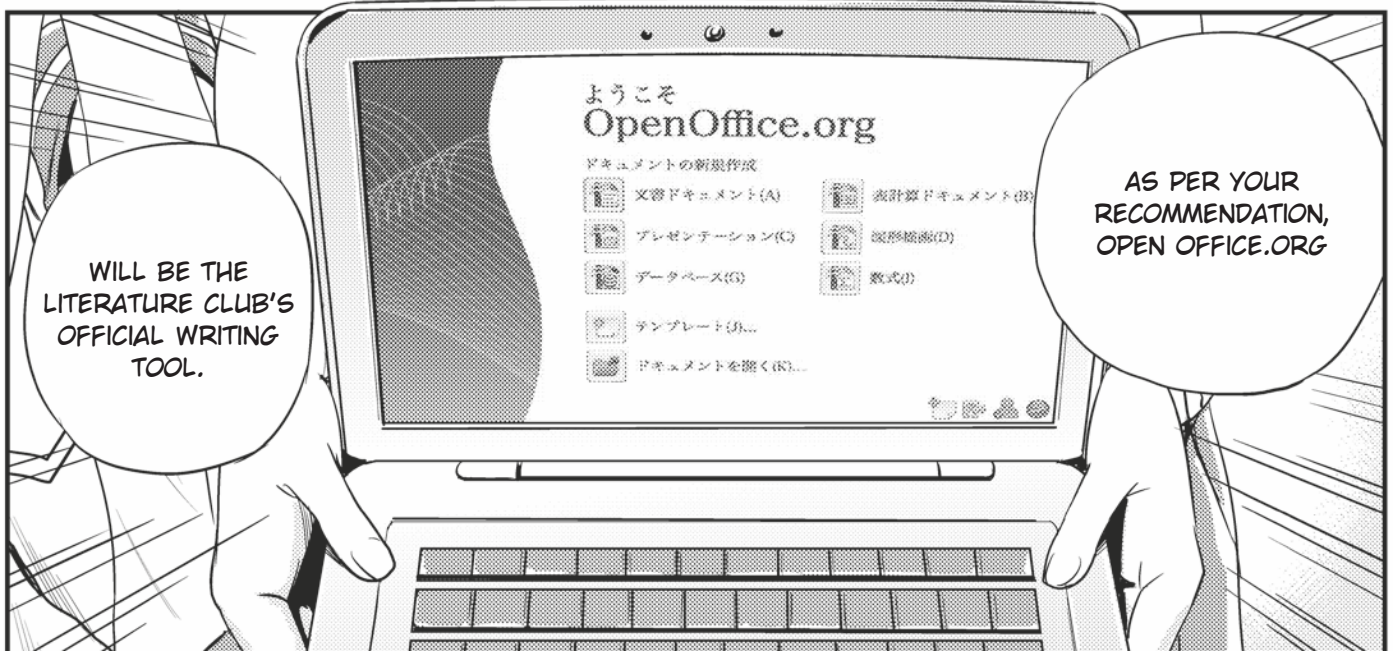 AS PER YOUR
RECOMMENDATION,
OPEN OFFICE.ORG
WILL BE THE
LITERATURE CLUB'S
OFFICIAL WRITING
TOOL.
ようこそ
OpenOffice.org
ドキュメントの新規作成
文書ドキュメント(A)
表計算ドキュメント(B)
プレゼンテーション(C)
図形描画(D)
データベース(G)
数式(I)
テンプレート(J)...
ドキュメントを開く(K)...